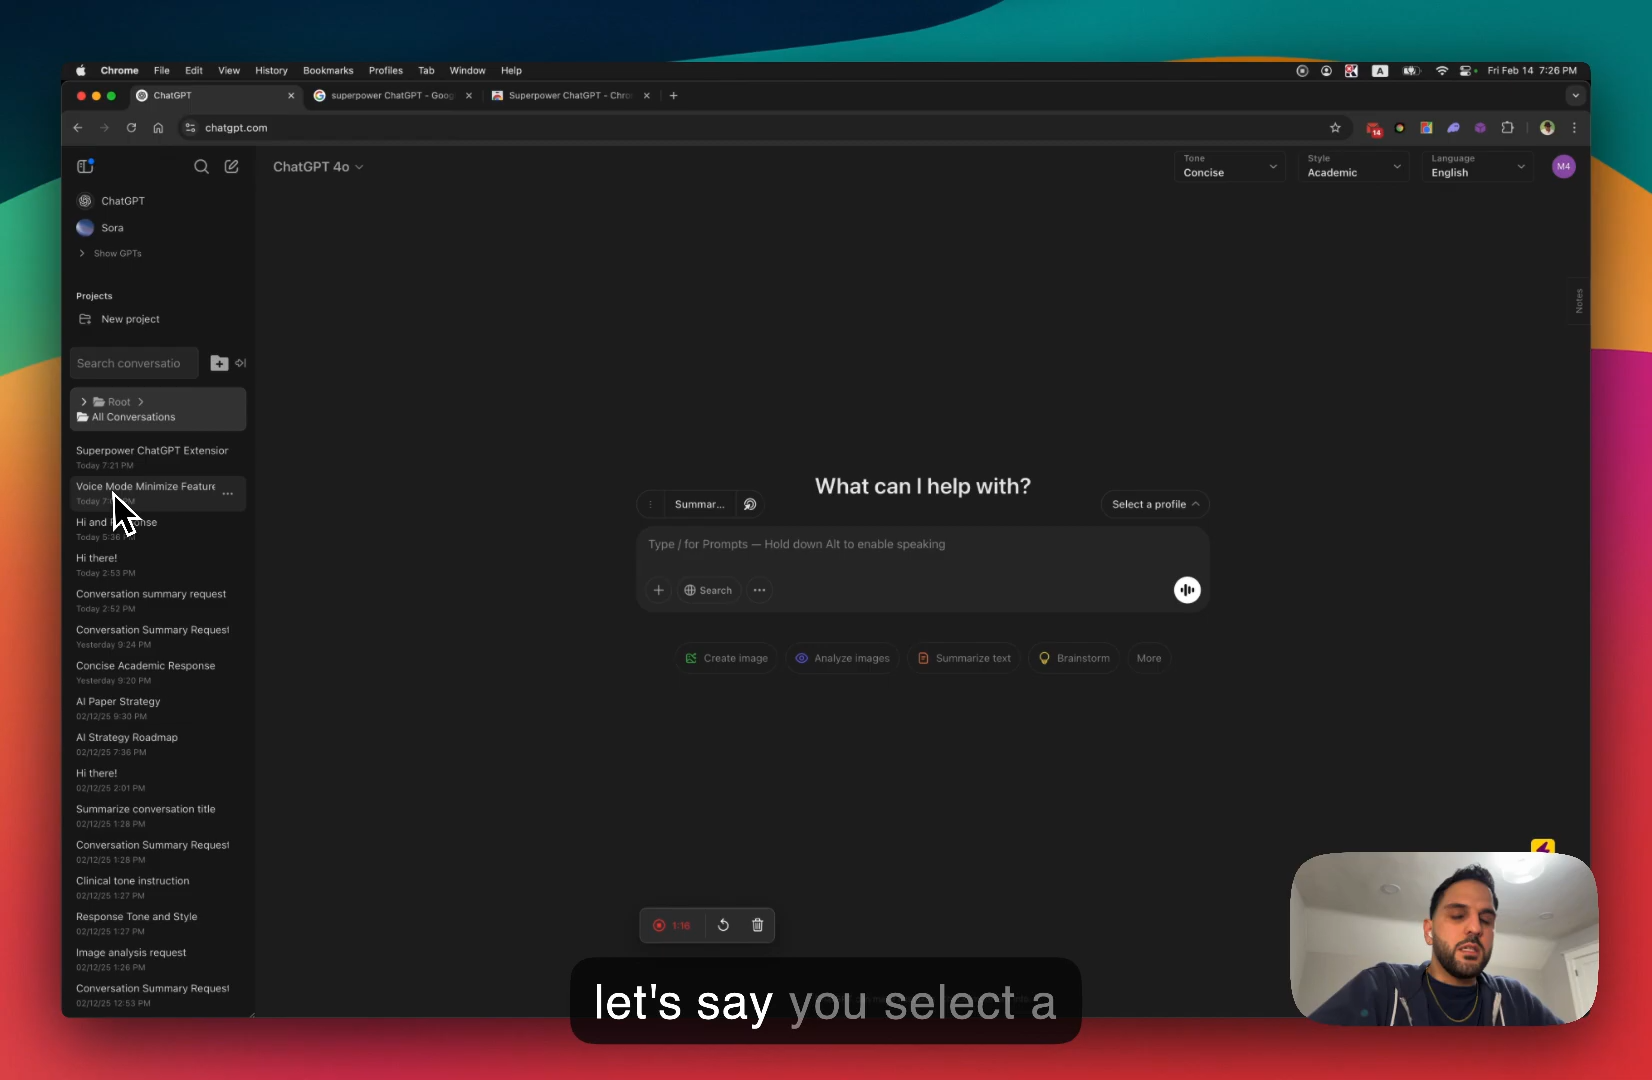 Chrome File Edit View History Bookmarks Profiles Tab Window Help
A
Fri Feb 14 7:26 PM
ChatGPT
superpower ChatGPT - Goog
Superpower ChatGPT - Chro
chatgpt.com
14
ChatGPT 4o
Tone
Concise
Style
Academic
Language
English
M4
ChatGPT
Sora
Show GPTs
Projects
New project
Search conversatio
Root
All Conversations
Superpower ChatGPT Extension
Today 7:21 PM
Voice Mode Minimize Feature
Today
Hi and
Today 5:36
Hi there!
Today 2:53 PM
Conversation summary request
Today 2:52 PM
Conversation Summary Request
Yesterday 9:24 PM
Concise Academic Response
Yesterday 9:20 PM
AI Paper Strategy
02/12/25 9:30 PM
AI Strategy Roadmap
02/12/25 7:36 PM
Hi there!
02/12/25 2:01 PM
Summarize conversation title
02/12/25 1:28 PM
Conversation Summary Request
02/12/25 1:28 PM
Clinical tone instruction
02/12/25 1:27 PM
Response Tone and Style
02/12/25 1:27 PM
Image analysis request
02/12/25 1:26 PM
Conversation Summary Request
02/12/25 12:53 PM
Notes
What can I help with?
Summar...
Select a profile
Type / for Prompts — Hold down Alt to enable speaking
Search
Create image
Analyze images
Summarize text
Brainstorm
More
1:16
let's say you select a